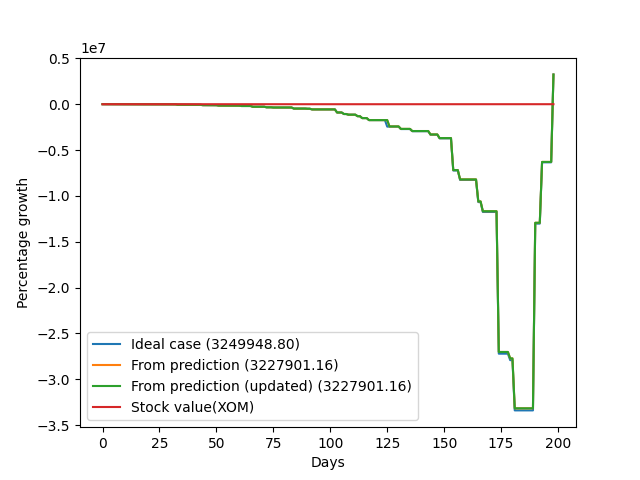 1e7
0.5
0.0
−0.5
−1.0
−1.5
−2.0
−2.5
−3.0
−3.5
Percentage growth
Ideal case (3249948.80)
From prediction (3227901.16)
From prediction (updated) (3227901.16)
Stock value(XOM)
0 25 50 75 100 125 150 175 200
Days